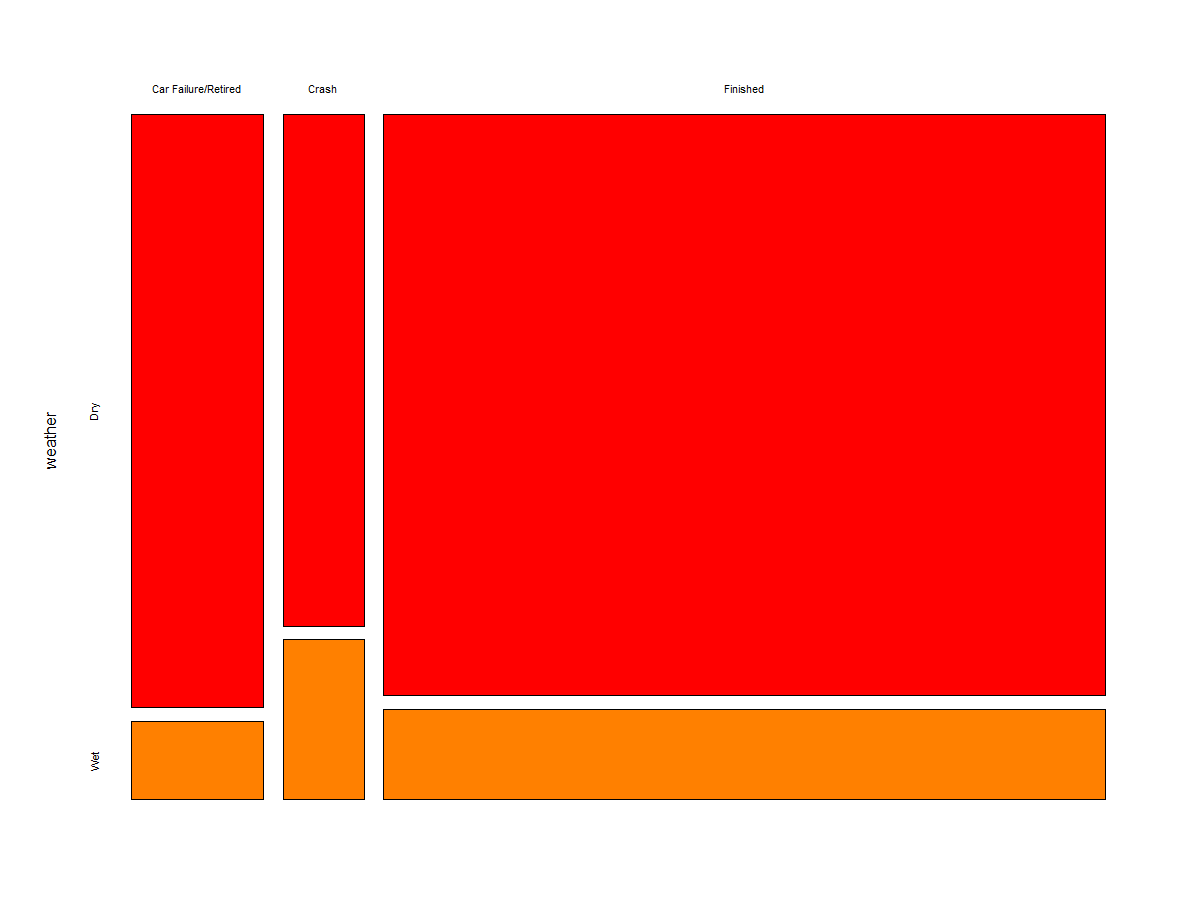 Car Failure/Retired
Crash
Finished
weather
Dry
Wet